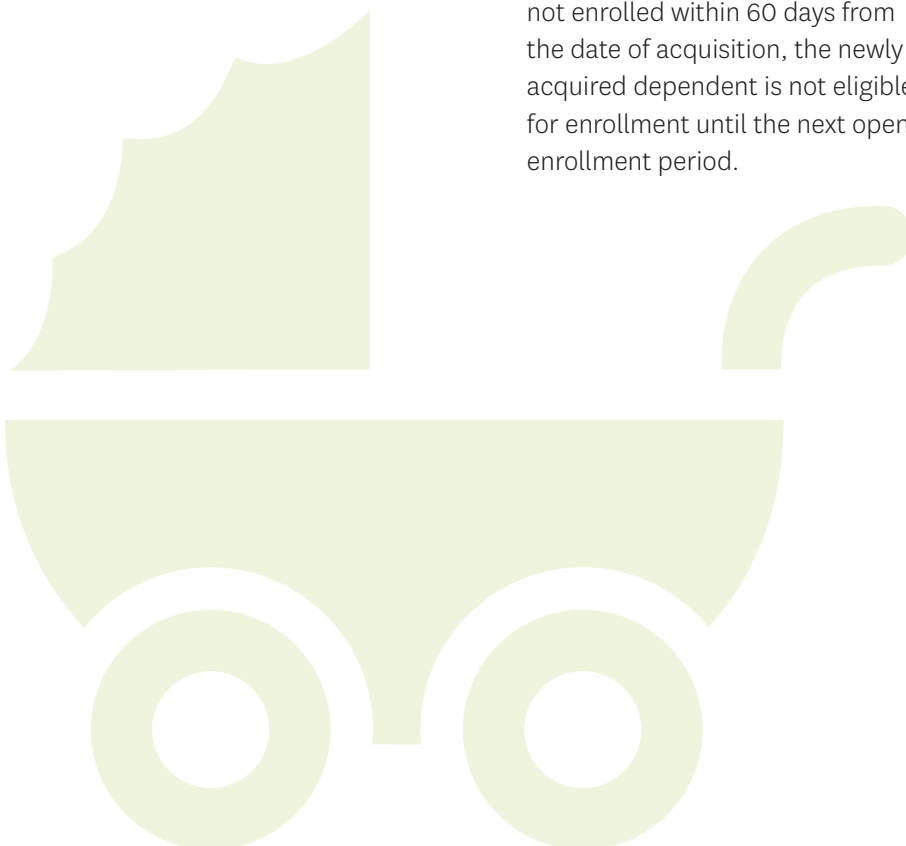 not enrolled within 60 days from
the date of acquisition, the newly
acquired dependent is not eligible
for enrollment until the next open
enrollment period.